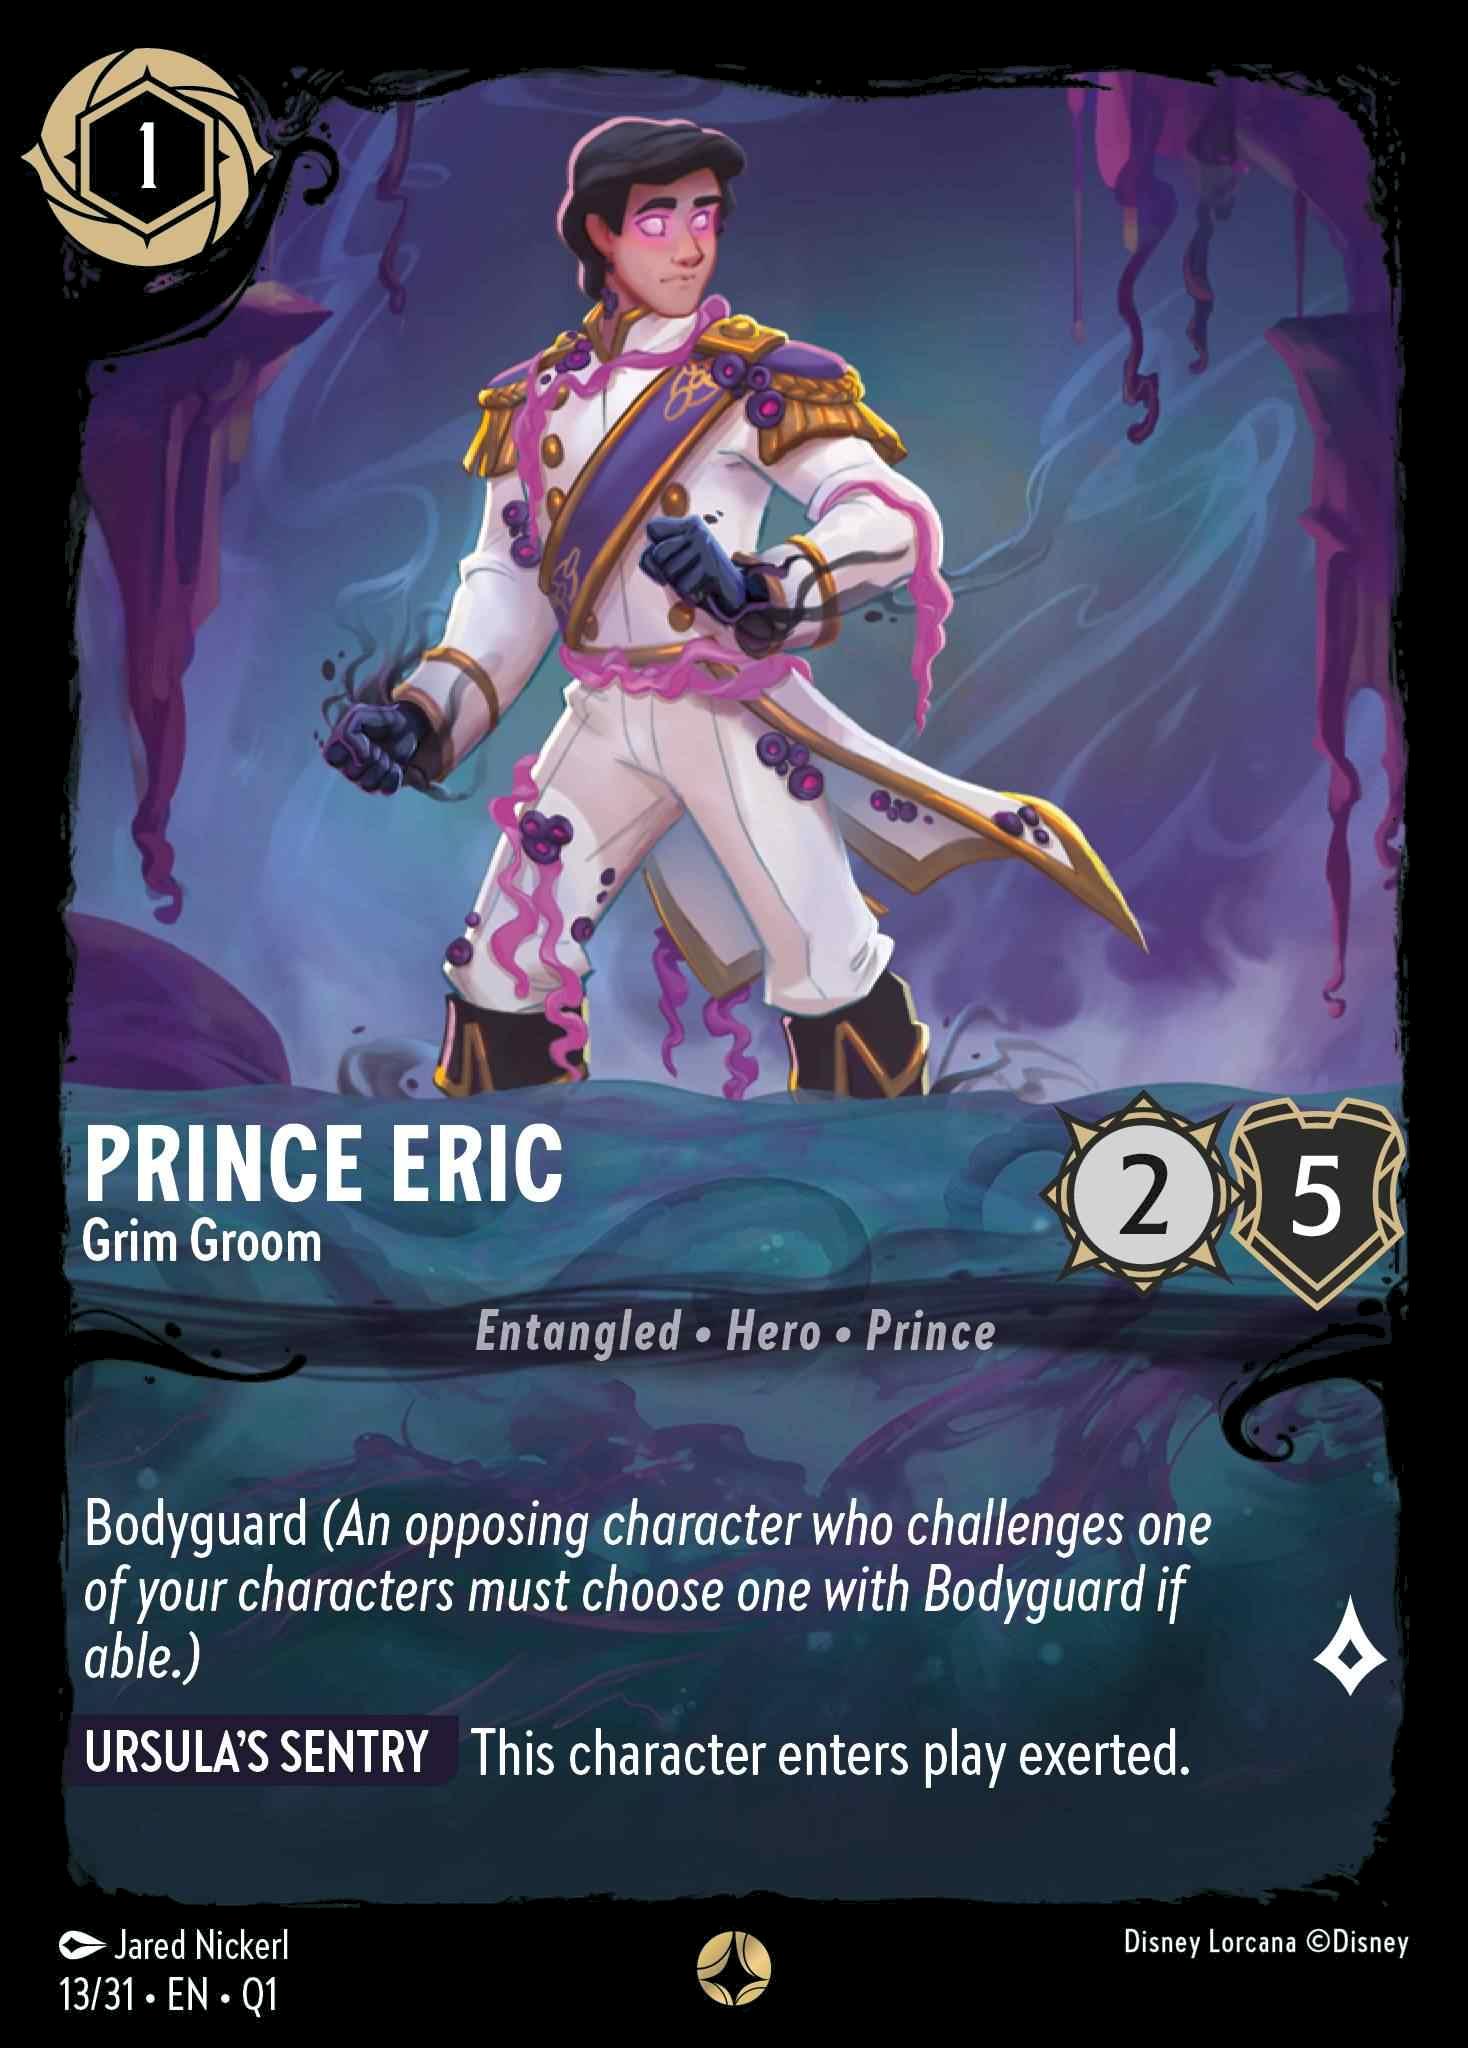 1
PRINCE ERIC
Grim Groom
2 5
Entangled • Hero • Prince
Bodyguard (An opposing character who challenges one
of your characters must choose one with Bodyguard if
able.)
URSULA’S SENTRY This character enters play exerted.
Jared Nickerl
Disney Lorcana ©Disney
13/31 • EN • Q1